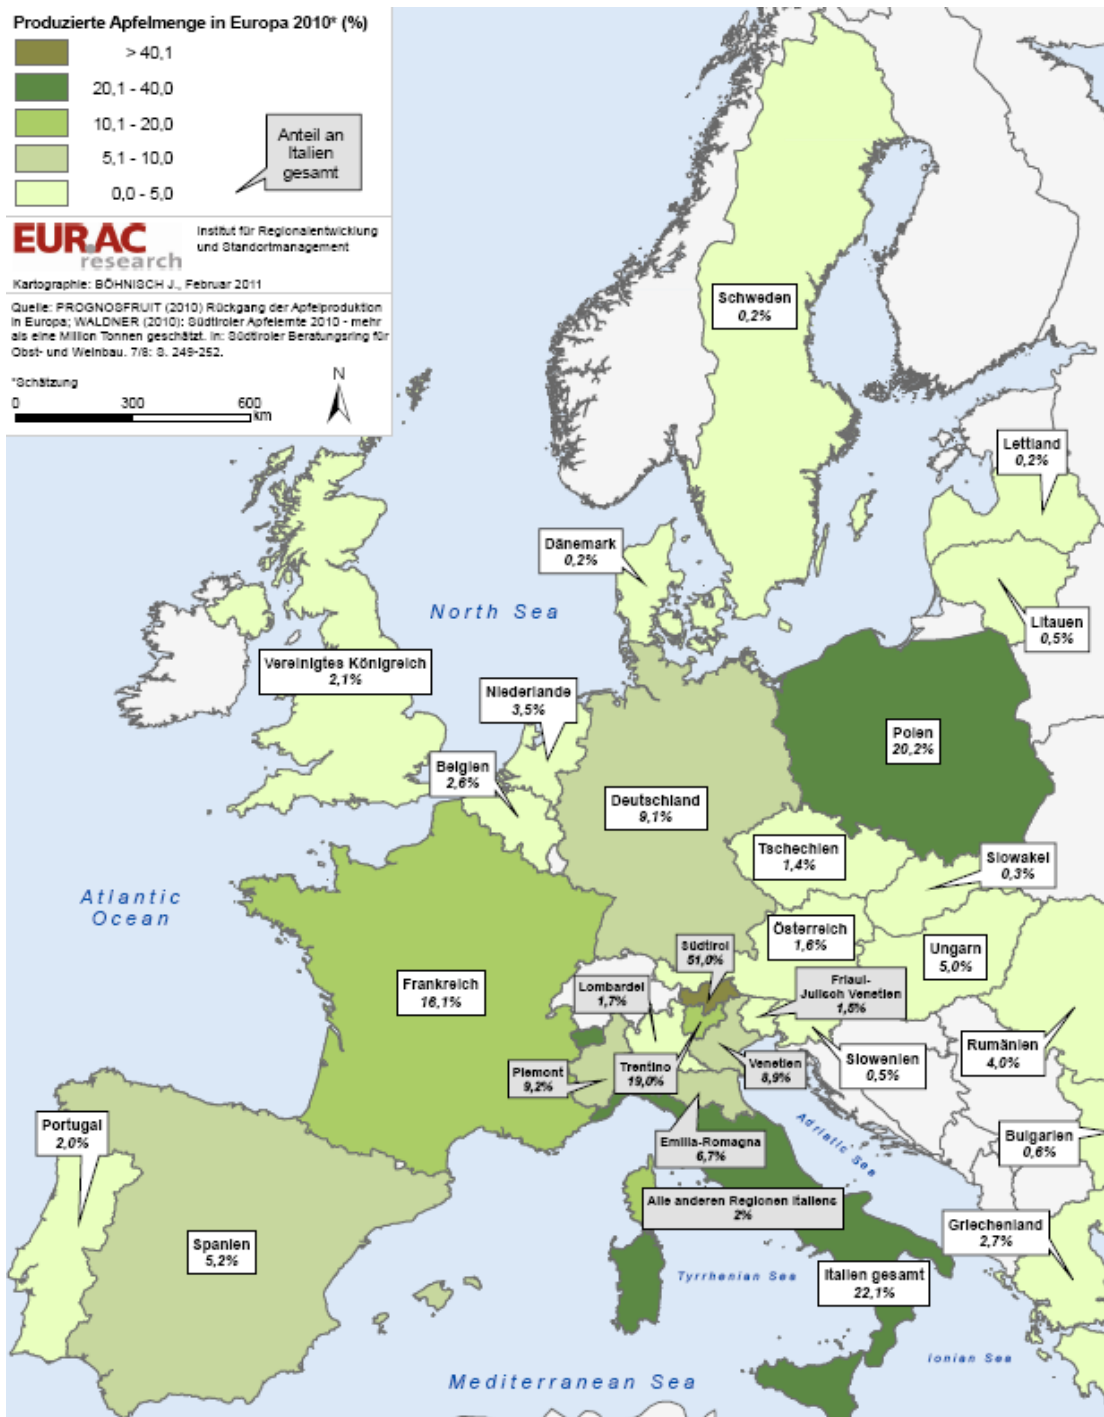 Produzierte Apfelmenge in Europa 2010* (%)
> 40,1
20,1 - 40,0
10,1 - 20,0
5,1 - 10,0
0,0 - 5,0
Anteil an
Italien
gesamt
EURAC
research
Institut für Regionalentwicklung
und Standortmanagement
Kartographie: BÖHNISCH J., Februar 2011
Quelle: PROGNOSFRUIT (2010) Rückgang der Apfelproduktion
in Europa; WALDNER (2010): Südtiroler Apfelernte 2010 - mehr
als eine Million Tonnen geschätzt. In: Südtiroler Beratungsring für
Obst- und Weinbau. 7/8: S. 249-252.
*Schätzung
N
0 300 600
km
Schweden
0,2%
Lettland
0,2%
Dänemark
0,2%
North Sea
Litauen
0,5%
Vereinigtes Königreich
2,1%
Niederlande
3,5%
Polen
20,2%
Belgien
2,6%
Deutschland
9,1%
Tschechien
1,4%
Slowakei
0,3%
Atlantic
Ocean
Österreich
1,6%
Ungarn
5,0%
Südtirol
51,0%
Frankreich
16,1%
Lombardei
1,7%
Friaul-
Julisch Venetien
1,5%
Rumänien
4,0%
Slowenien
0,5%
Piemont
9,2%
Trentino
19,0%
Venetien
8,9%
Portugal
2,0%
Emilia-Romagna
6,7%
Adriatic Sea
Bulgarien
0,6%
Alle anderen Regionen Italiens
2%
Griechenland
2,7%
Spanien
5,2%
Tyrrhenian Sea
Italien gesamt
22,1%
Ionian Sea
Mediterranean Sea